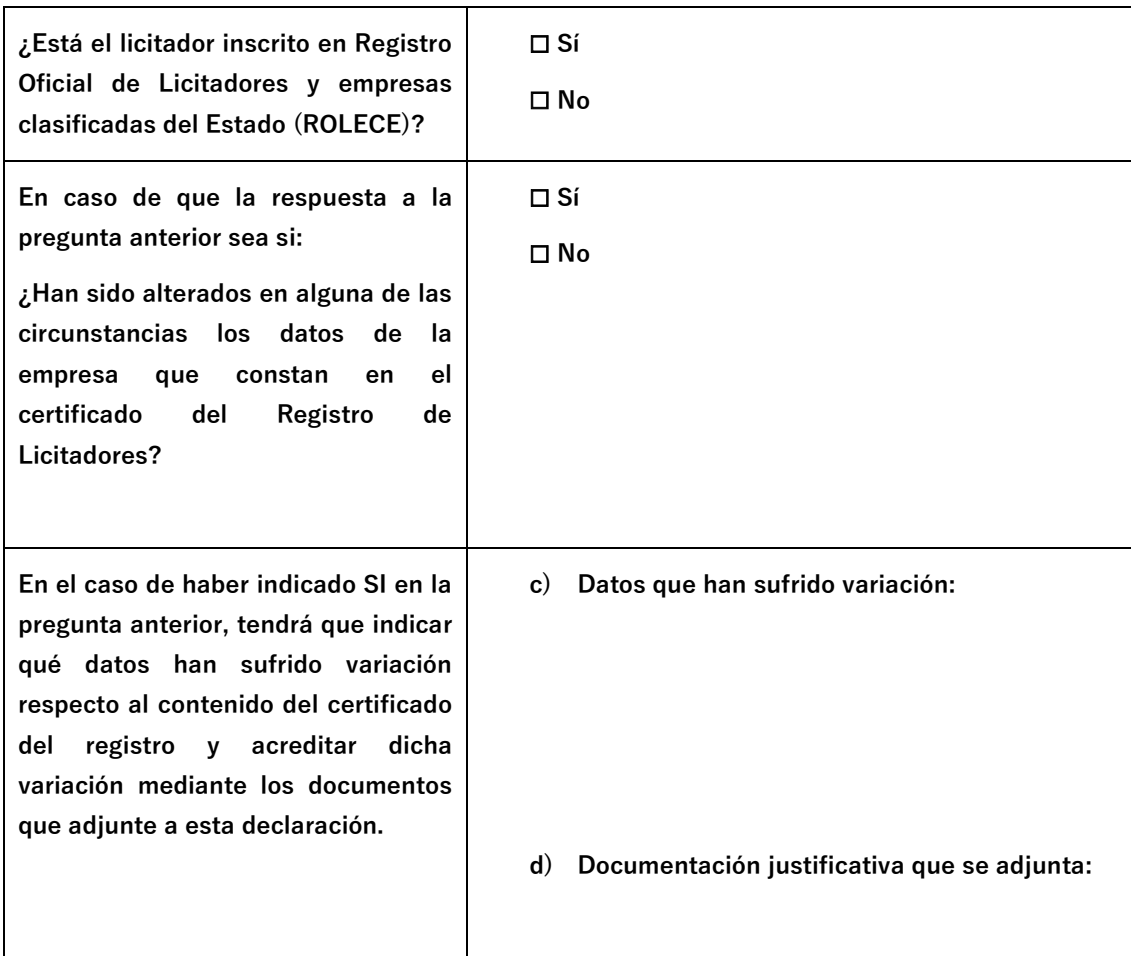 ¿Está el licitador inscrito en Registro
Oficial de Licitadores y empresas
clasificadas del Estado (ROLECE)?
☐ Sí
☐ No
En caso de que la respuesta a la
pregunta anterior sea si:
¿Han sido alterados en alguna de las
circunstancias los datos de la
empresa que constan en el
certificado del Registro de
Licitadores?
☐ Sí
☐ No
En el caso de haber indicado SI en la
pregunta anterior, tendrá que indicar
qué datos han sufrido variación
respecto al contenido del certificado
del registro y acreditar dicha
variación mediante los documentos
que adjunte a esta declaración.
c) Datos que han sufrido variación:
d) Documentación justificativa que se adjunta: